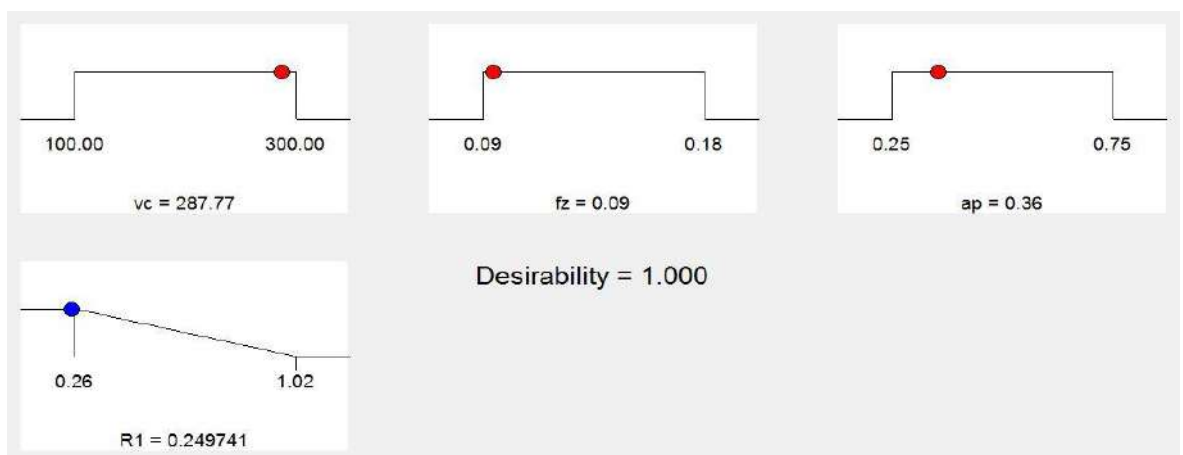 100.00 300.00
vc = 287.77
0.09 0.18
fz = 0.09
0.25 0.75
ap = 0.36
Desirability = 1.000
0.26 1.02
R1 = 0.249741